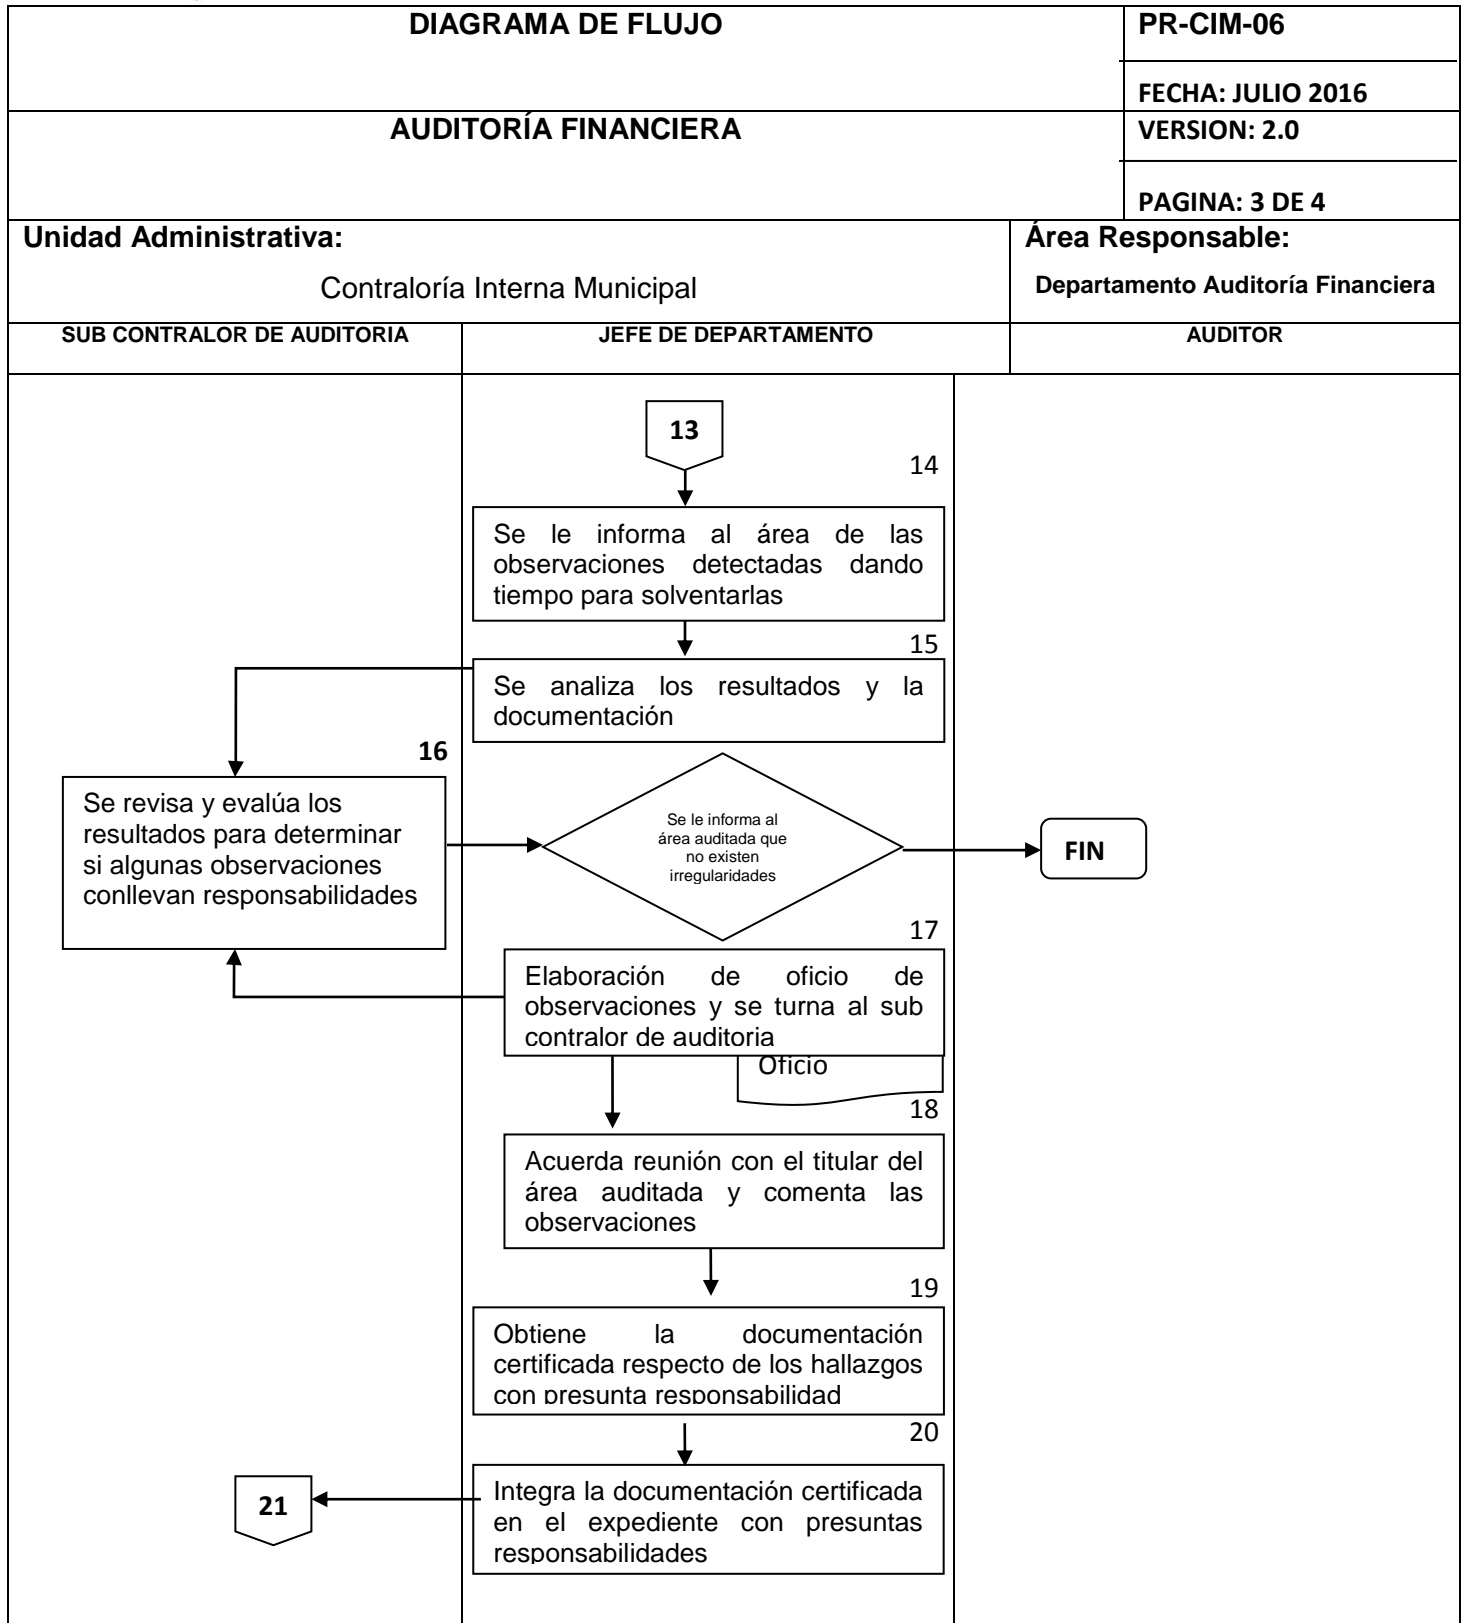 DIAGRAMA DE FLUJO
PR-CIM-06
FECHA: JULIO 2016
AUDITORÍA FINANCIERA
VERSION: 2.0
PAGINA: 3 DE 4
Unidad Administrativa:
Contraloría Interna Municipal
Área Responsable:
Departamento Auditoría Financiera
SUB CONTRALOR DE AUDITORIA
JEFE DE DEPARTAMENTO
AUDITOR
13
14
Se le informa al área de las
observaciones detectadas dando
tiempo para solventarlas
15
Se analiza los resultados y la
documentación
16
Se revisa y evalúa los
resultados para determinar
si algunas observaciones
conllevan responsabilidades
Se le informa al
área auditada que
no existen
irregularidades
FIN
17
Elaboración de oficio de
observaciones y se turna al sub
contralor de auditoria
Oficio
18
Acuerda reunión con el titular del
área auditada y comenta las
observaciones
19
Obtiene la documentación
certificada respecto de los hallazgos
con presunta responsabilidad
20
Integra la documentación certificada
en el expediente con presuntas
responsabilidades
21